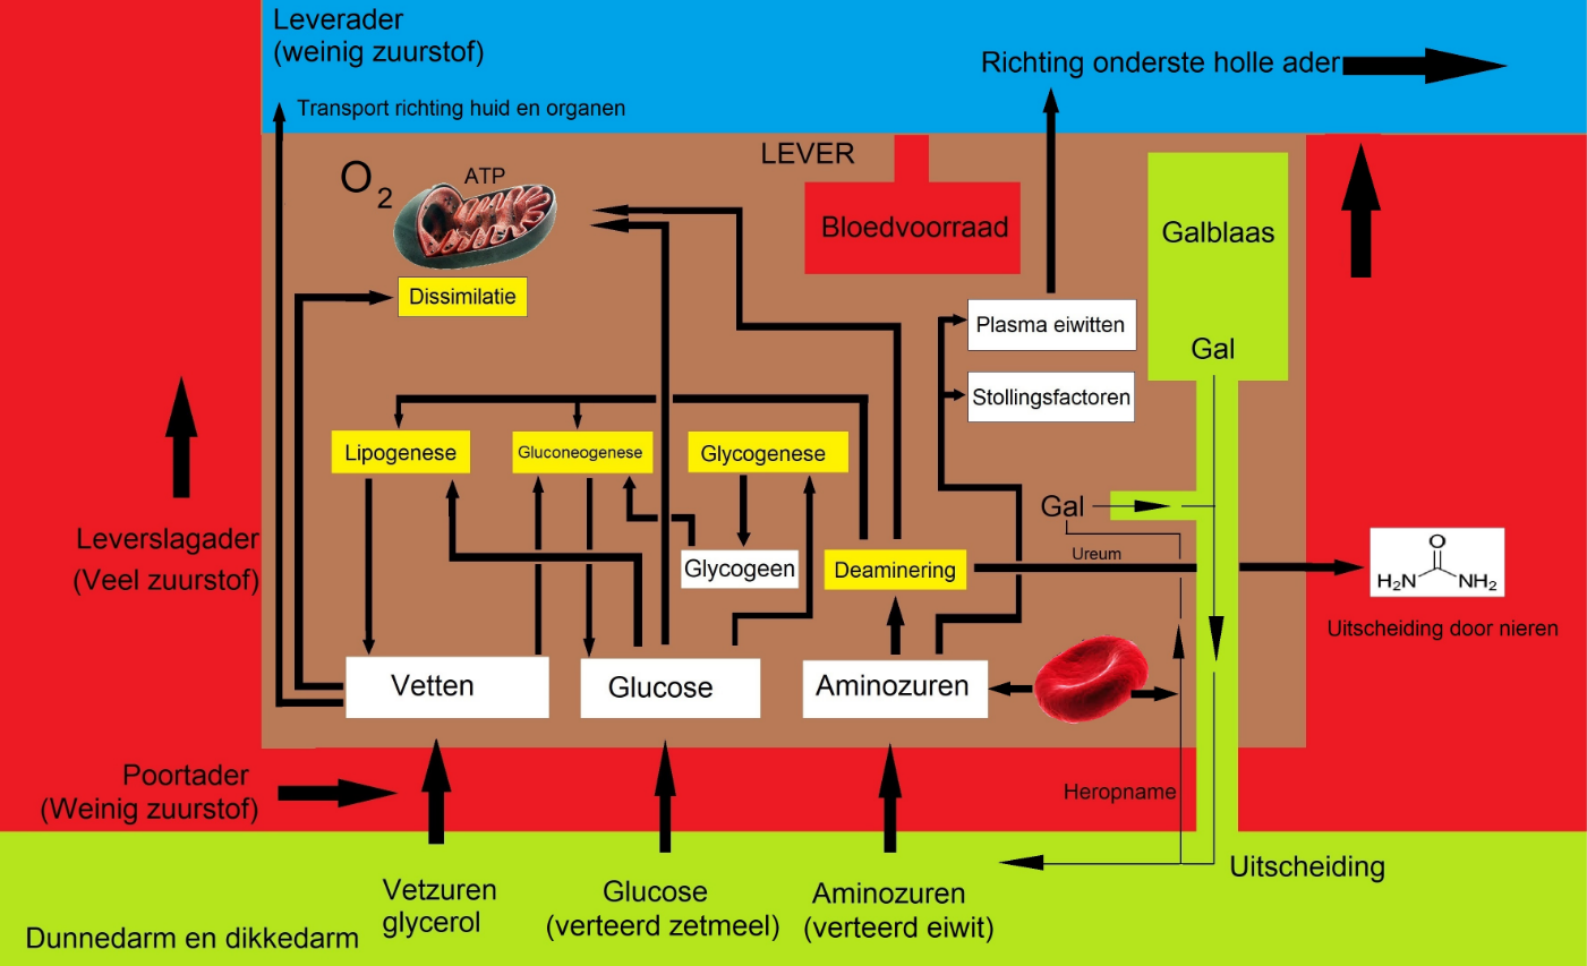 Leverader
(weinig zuurstof)
Richting onderste holle ader
Transport richting huid en organen
LEVER
O2
ATP
Bloedvoorraad
Galblaas
Dissimilatie
Plasma eiwitten
Gal
Stollingsfactoren
Lipogenese
Gluconeogenese
Glycogenese
Gal
Leverslagader
(Veel zuurstof)
Glycogeen
Deaminering
Ureum
O
H2N
NH2
Uitscheiding door nieren
Vetten
Glucose
Aminozuren
Poortader
(Weinig zuurstof)
Heropname
Uitscheiding
Vetzuren
glycerol
Glucose
(verteerd zetmeel)
Aminozuren
(verteerd eiwit)
Dunnedarm en dikkedarm